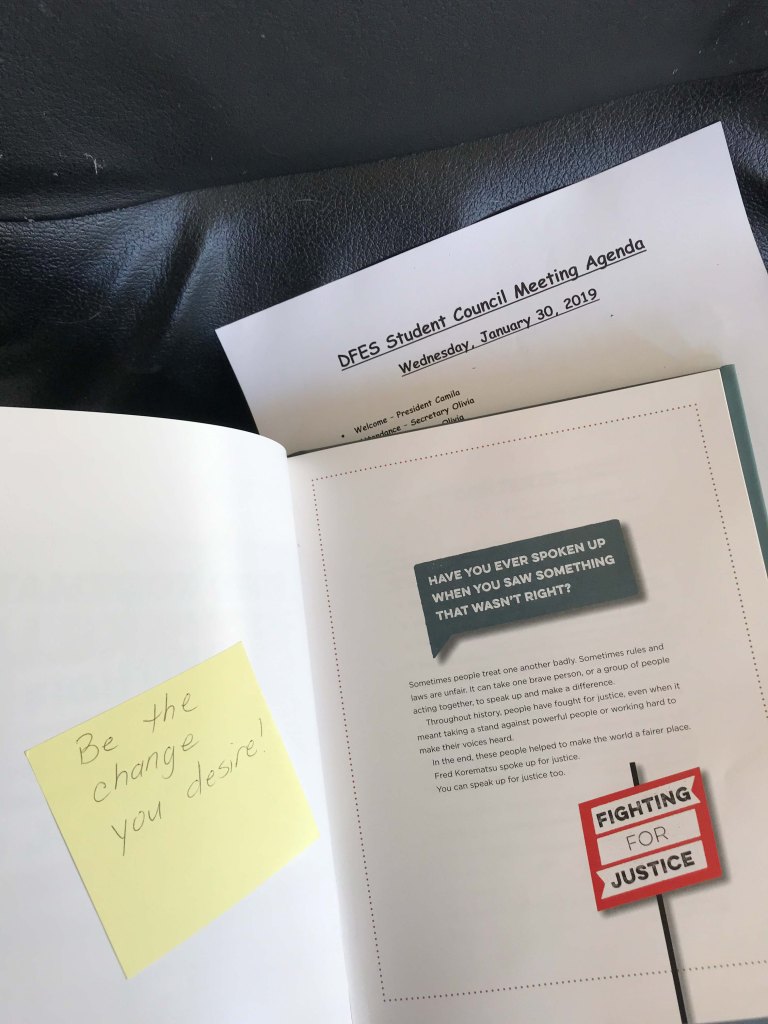 DFES Student Council Meeting Agenda
Wednesday, January 30, 2019
• Welcome - President Camila
- Secretary Olivia
Olivia
Be the
change
you desire!
HAVE YOU EVER SPOKEN UP
WHEN YOU SAW SOMETHING
THAT WASN'T RIGHT?
Sometimes people treat one another badly. Sometimes rules and
laws are unfair. It can take one brave person, or a group of people
acting together, to speak up and make a difference.
Throughout history, people have fought for justice, even when it
meant taking a stand against powerful people or working hard to
make their voices heard.
In the end, these people helped to make the world a fairer place.
Fred Korematsu spoke up for justice.
You can speak up for justice too.
FIGHTING
FOR
JUSTICE